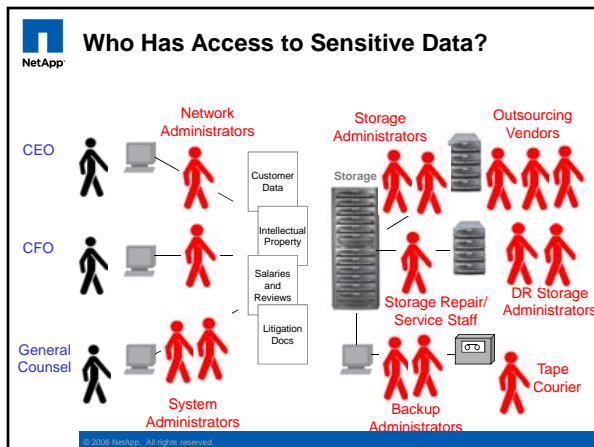 NetApp
Who Has Access to Sensitive Data?
CEO
CFO
General
Counsel
Network
Administrators
System
Administrators
Customer
Data
Intellectual
Property
Salaries
and
Reviews
Litigation
Docs
Storage
Storage
Administrators
Outsourcing
Vendors
Storage Repair/
Service Staff
DR Storage
Administrators
Backup
Administrators
Tape
Courier
© 2008 NetApp. All rights reserved.